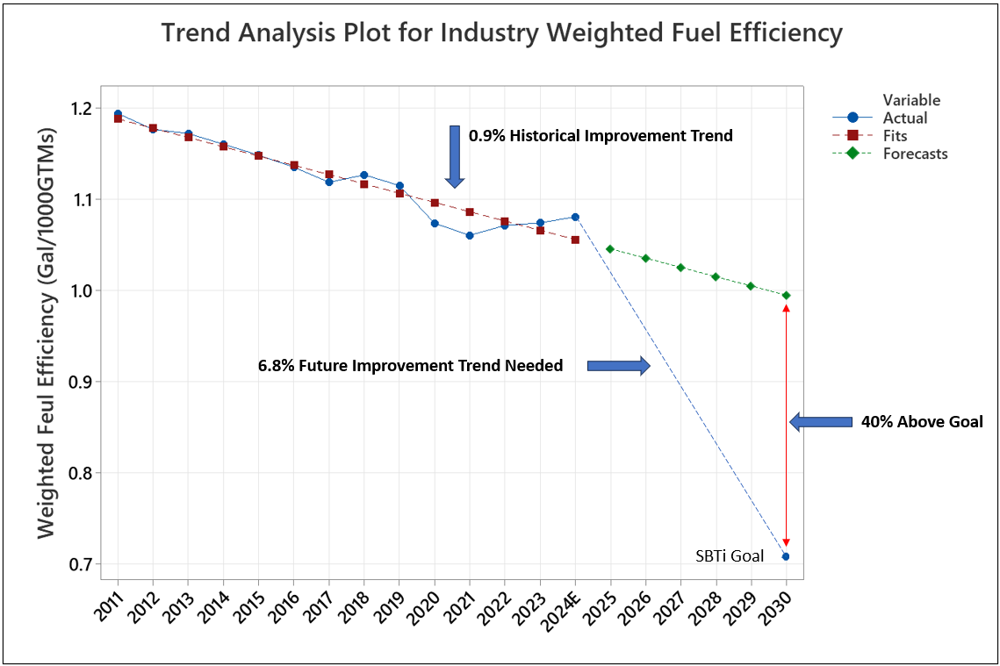 Trend Analysis Plot for Industry Weighted Fuel Efficiency
Variable
Actual
Fits
Forecasts
Weighted Feul Efficiency (Gal/1000GTMs)
1.2
1.1
1.0
0.9
0.8
0.7
0.9% Historical Improvement Trend
6.8% Future Improvement Trend Needed
40% Above Goal
SBTi Goal
2011
2012
2013
2014
2015
2016
2017
2018
2019
2020
2021
2022
2023
2024E
2025
2026
2027
2028
2029
2030